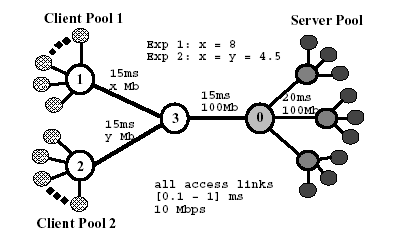 Client Pool 1
Server Pool
Exp 1: x = 8
Exp 2: x = y = 4.5
1
15ms
x Mb
15ms
100Mb
20ms
100Mb
3
0
15ms
y Mb
2
all access links
[0.1 - 1] ms
10 Mbps
Client Pool 2